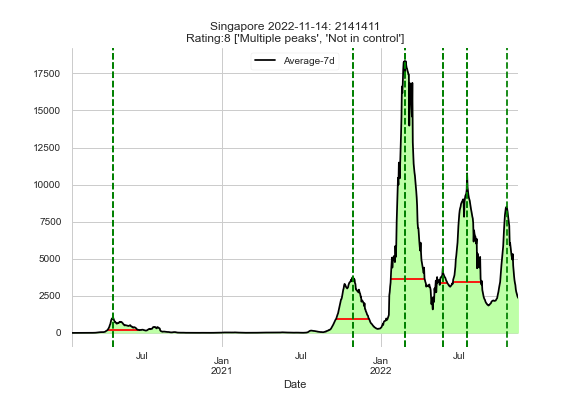 Singapore 2022-11-14: 2141411
Rating:8 ['Multiple peaks', 'Not in control']
Average-7d
17500
15000
12500
10000
7500
5000
2500
0
Jul
Jan
2021
Jul
Jan
2022
Jul
Date